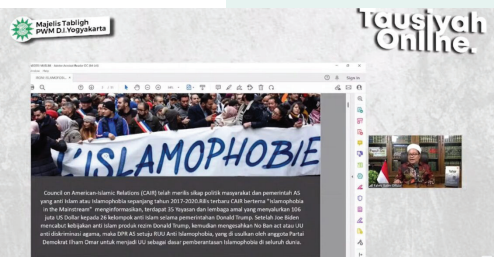 Majelis Tabligh
PWM D.I.Yogyakarta
Tausiyah
Online.
Sign In
L'ISLAMOPHOBIE
Council on American-Islamic Relations (CAIR) telah merilis sikap politik masyarakat dan pemerintah AS
yang anti Islam atau Islamophobia sepanjang tahun 2017-2020.Rilis terbaru CAIR bertema "Islamophobia
in the Mainstream" menginformasikan, terdapat 35 Yayasan dan lembaga amal yang menyalurkan 106
juta US Dollar kepada 26 kelompok anti Islam selama pemerintahan Donald Trump. Setelah Joe Biden
mencabut kebijakan anti Islam produk rezim Donald Trump, kemudian mengesahkan No Ban act atau UU
anti diskriminasi agama, maka DPR AS setuju RUU Anti Islamophobia, yang di usulkan oleh anggota Partai
Demokrat Ilham Omar untuk menjadi UU sebagai dasar pemberantasan Islamophobia di seluruh dunia.